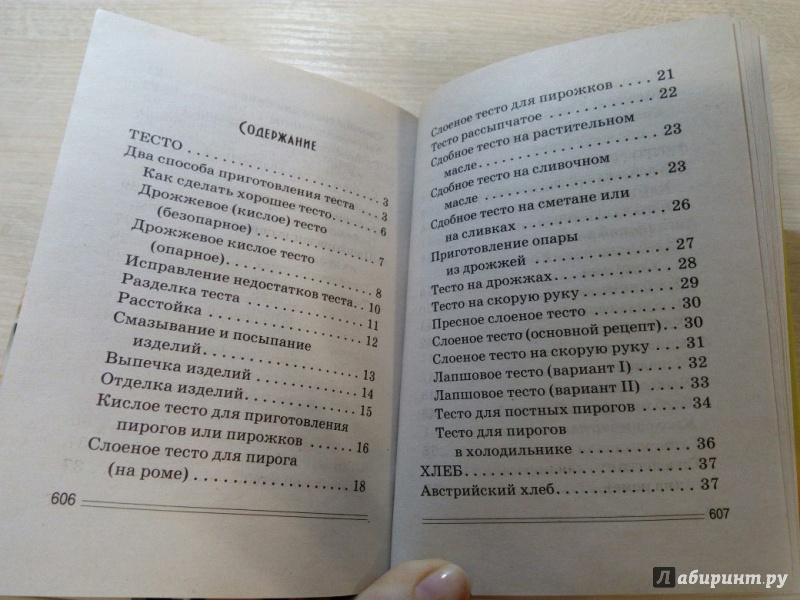 Содержание
ТЕСТО . . . . . . . . . . . . . . . . . . . . 3
Два способа приготовления теста . . . 3
Как сделать хорошее тесто. . . . . . . 6
Дрожжевое (кислое) тесто
(безопарное) . . . . . . . . . . . . . . . 7
Дрожжевое кислое тесто
(опарное) . . . . . . . . . . . . . . . . . 8
Исправление недостатков теста. . 10
Разделка теста . . . . . . . . . . . . . 11
Расстойка . . . . . . . . . . . . . . . . 12
Смазывание и посыпание
изделий. . . . . . . . . . . . . . . . . . 13
Выпечка изделий . . . . . . . . . . . . 14
Отделка изделий. . . . . . . . . . . . . 15
Кислое тесто для приготовления
пирогов или пирожков . . . . . . 16
Слоеное тесто для пирога
(на роме) . . . . . . . . . . . . . . . . . 18
606
Слоеное тесто для пирожков . . . . 21
Тесто рассыпчатое . . . . . . . . . . . 22
Сдобное тесто на растительном
масле. . . . . . . . . . . . . . . . . . . . 23
Сдобное тесто на сливочном
масле . . . . . . . . . . . . . . . . . . . 23
Сдобное тесто на сметане или
на сливках . . . . . . . . . . . . . . . 26
Приготовление опары
из дрожжей . . . . . . . . . . . . . . . 27
Тесто на дрожжах. . . . . . . . . . . . 28
Тесто на скорую руку . . . . . . . . . 29
Пресное слоеное тесто . . . . . . . . 30
Слоеное тесто (основной рецепт). . 30
Слоеное тесто на скорую руку . . . 31
Лапшовое тесто (вариант I) . . . . . 32
Лапшовое тесто (вариант II) . . . . 33
Тесто для постных пирогов . . . . . 34
Тесто для пирогов
в холодильнике . . . . . . . . . . . . 36
ХЛЕБ. . . . . . . . . . . . . . . . . . . . 37
Австрийский хлеб. . . . . . . . . . . . 37
607
Лабиринт.ру